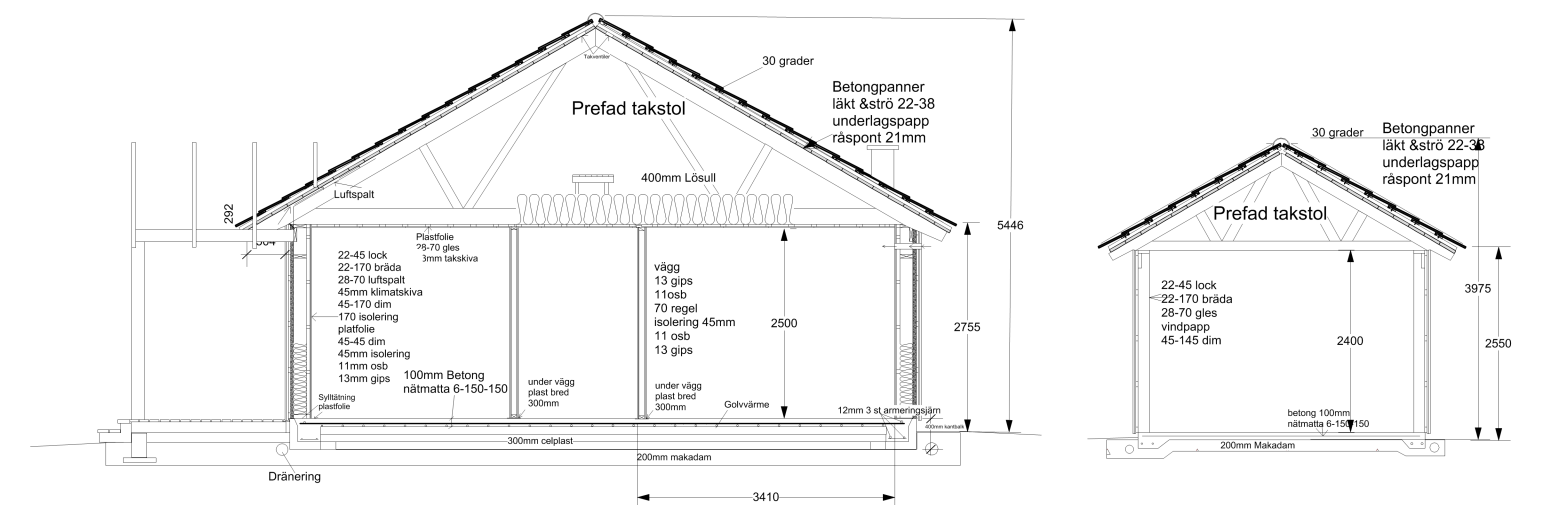 Takventiler
30 grader
Betongpanner
läkt &strö 22-38
underlagspapp
råspont 21mm
Prefad takstol
400mm Lösull
Luftspalt
292
5446
Plastfolie
28-70 gles
3mm takskiva
22-45 lock
22-170 bräda
28-70 luftspalt
45mm klimatskiva
45-170 dim
170 isolering
platfolie
45-45 dim
45mm isolering
11mm osb
13mm gips
vägg
13 gips
11osb
70 regel
isolering 45mm
11 osb
13 gips
2500
2755
100mm Betong
nätmatta 6-150-150
Sylltätning
plastfolie
under vägg
plast bred
300mm
under vägg
plast bred
300mm
Golvvärme
12mm 3 st armeringsjärn
400mm kantbalk
300mm celplast
200mm makadam
Dränering
3410
30 grader
Betongpanner
läkt &strö 22-38
underlagspapp
råspont 21mm
Prefad takstol
22-45 lock
22-170 bräda
28-70 gles
vindpapp
45-145 dim
2400
3975
2550
betong 100mm
nätmatta 6-150-150
200mm Makadam